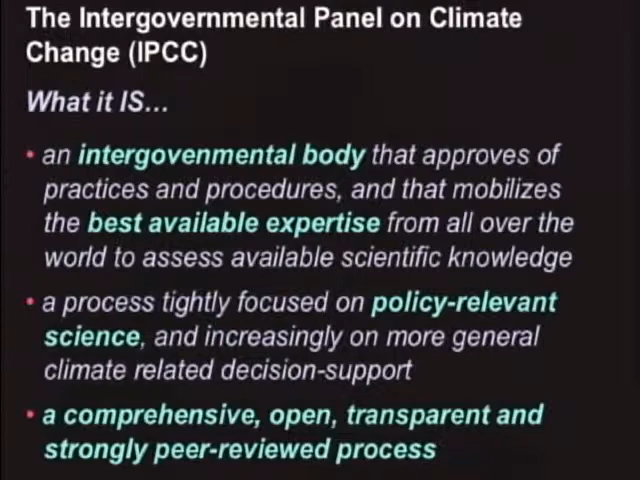 The Intergovernmental Panel on Climate
Change (IPCC)
What it IS...
• an intergovenmental body that approves of
practices and procedures, and that mobilizes
the best available expertise from all over the
world to assess available scientific knowledge
• a process tightly focused on policy-relevant
science, and increasingly on more general
climate related decision-support
• a comprehensive, open, transparent and
strongly peer-reviewed process